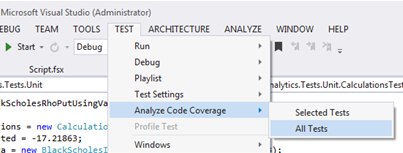 Microsoft Visual Studio (Administrator)
TEAM TOOLS TEST ARCHITECTURE ANALYZE WINDOW HELP
Start Debug
Run
Debug
Playlist
Test Settings
Analyze Code Coverage
Profile Test
Windows
Selected Tests
All Tests
Script.fsx
s.Tests.Unit
nalytics.Tests.Unit.CalculationsTest
kScholesRhoPutUsingVa
ions = new Calculatio
ted = -17.21863;
a = new BlackScholesI